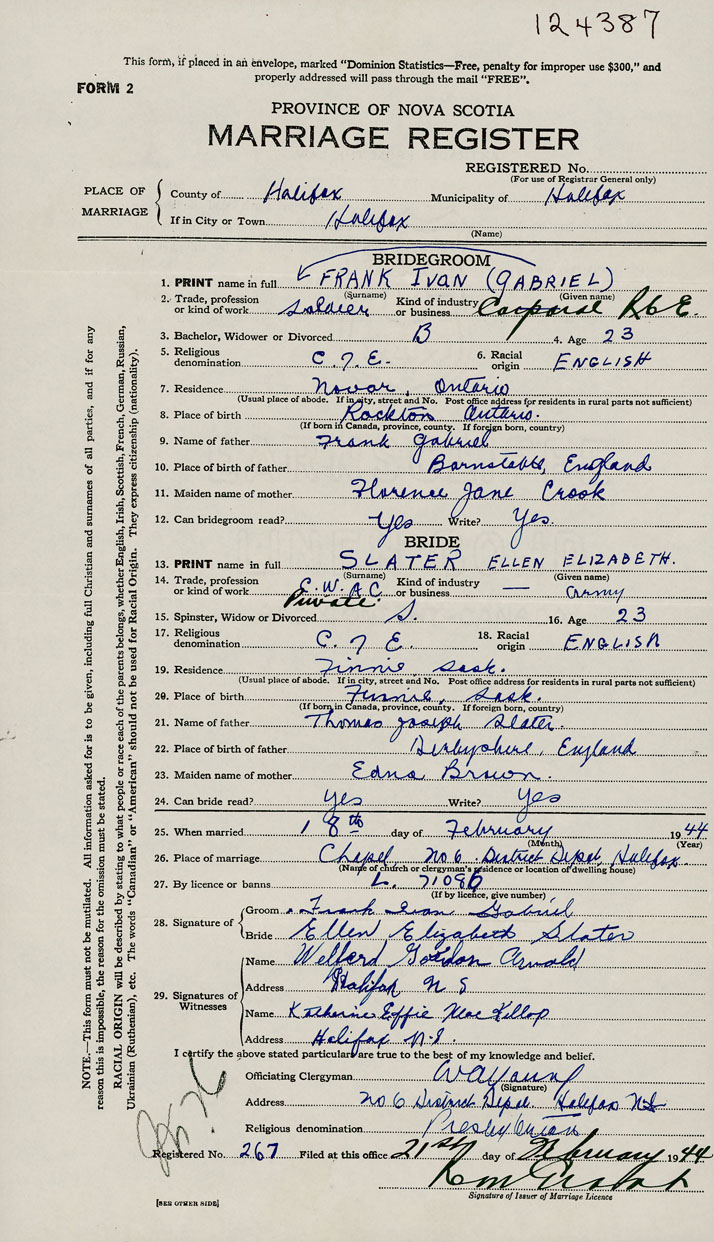 124387
This form, if placed in an envelope, marked "Dominion Statistics—Free, penalty for improper use $300," and
properly addressed will pass through the mail "FREE".
FORM 2
PROVINCE OF NOVA SCOTIA
MARRIAGE REGISTER
REGISTERED No.
(For use of Registrar General only)
PLACE OF MARRIAGE
County of Halifax Municipality of Halifax
If in City or Town Halifax
(Name)
BRIDEGROOM
1. PRINT name in full FRANK IVAN (GABRIEL)
(Surname) (Given name)
2. Trade, profession or kind of work Soldier Kind of industry or business Corporal
3. Bachelor, Widower or Divorced B 4. Age 23
5. Religious denomination C. of E. 6. Racial origin ENGLISH
7. Residence Novar, Ontario
(Usual place of abode. If in city, street and No. Post office address for residents in rural parts not sufficient)
8. Place of birth Rockton Ontario.
(If born in Canada, province, county. If foreign born, country)
9. Name of father Frank Gabriel
10. Place of birth of father Barnstable, England
11. Maiden name of mother Florence Jane Crook
12. Can bridegroom read? Yes Write? Yes.
BRIDE
13. PRINT name in full SLATER ELLEN ELIZABETH.
(Surname) (Given name)
14. Trade, profession or kind of work C.W.A.C Private. Kind of industry or business — Army
15. Spinster, Widow or Divorced S. 16. Age 23
17. Religious denomination C. of E. 18. Racial origin ENGLISH
19. Residence Finnie, Sask.
(Usual place of abode. If in city, street and No. Post office address for residents in rural parts not sufficient)
20. Place of birth Finnie, Sask.
(If born in Canada, province, county. If foreign born, country)
21. Name of father Thomas Joseph Slater.
22. Place of birth of father Derbyshire, England
23. Maiden name of mother Edna Brown.
24. Can bride read? Yes Write? Yes
25. When married 18th day of February 1944
(Month) (Year)
26. Place of marriage Chapel No 6 District Depot, Halifax.
(Name of church or clergyman's residence or location of dwelling house)
27. By licence or banns L. 71096
(If by licence, give number)
28. Signature of
Groom Frank Ivan Gabriel
Bride Ellen Elizabeth Slater
29. Signatures of Witnesses
Name Welford Gordon Arnold
Address Halifax N S
Name Katherine Effie MacKillop
Address Halifax N.S.
I certify the above stated particulars are true to the best of my knowledge and belief.
Officiating Clergyman W A Young
(Signature)
Address No 6 District Depot Halifax NS
Religious denomination Presbyterian
Registered No. 267 Filed at this office 21st day of February 1944
Signature of Issuer of Marriage Licence
[SEE OTHER SIDE]
NOTE.—This form must not be mutilated. All information asked for is to be given, including full Christian and surnames of all parties, and if for any
reason this is impossible, the reason for the omission must be stated.
RACIAL ORIGIN will be described by stating to what people or race each of the parents belongs, whether English, Irish, Scottish, French, German, Russian,
Ukrainian (Ruthenian), etc. The words "Canadian" or "American" should not be used for Racial Origin. They express citizenship (nationality).